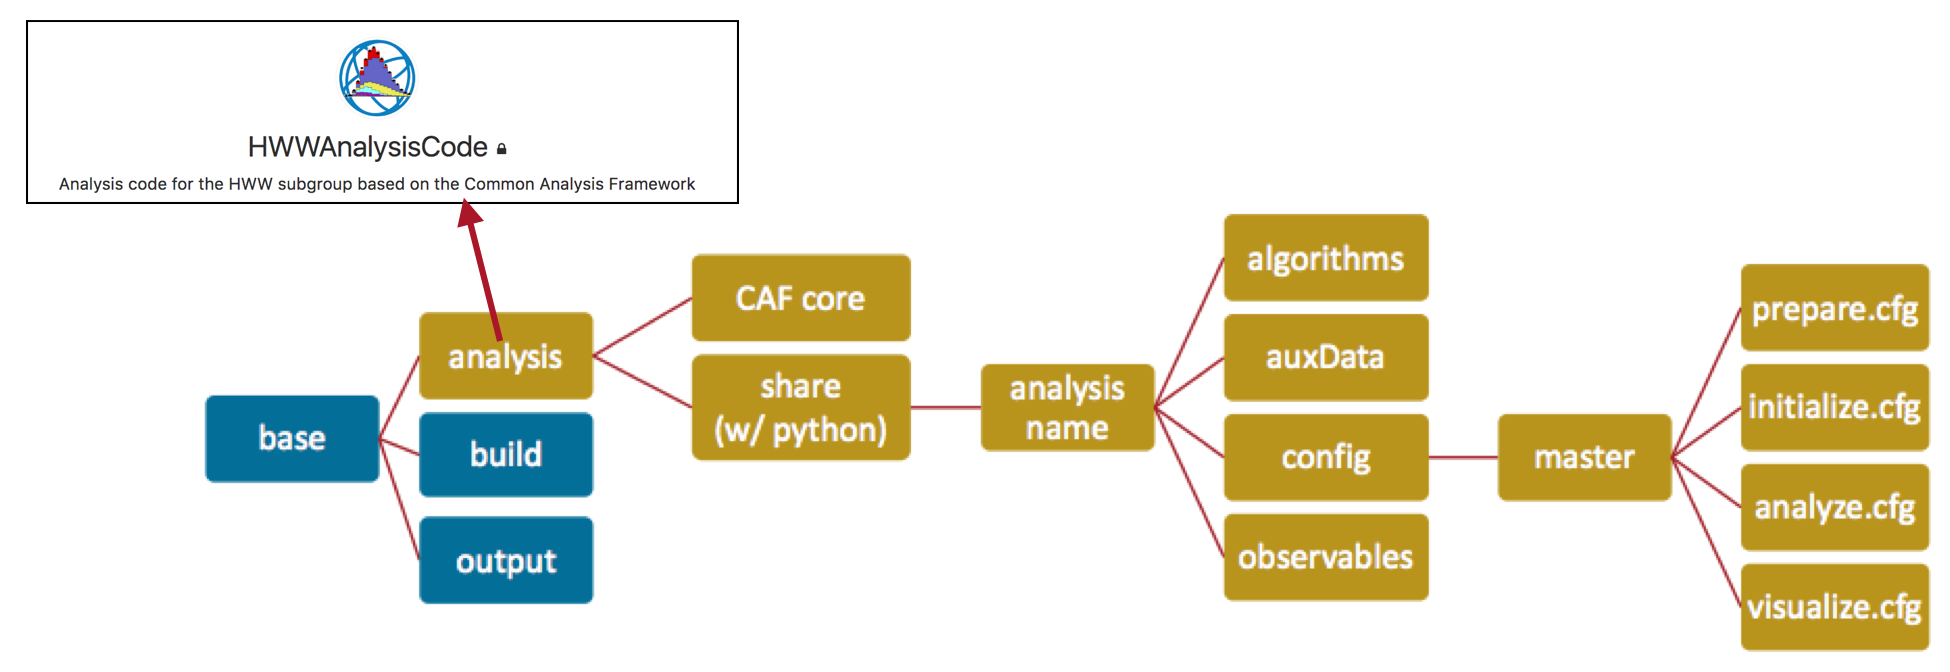 HWWAnalysisCode
Analysis code for the HWW subgroup based on the Common Analysis Framework
base
analysis
build
output
CAF core
share
(w/ python)
analysis
name
algorithms
auxData
config
observables
master
prepare.cfg
initialize.cfg
analyze.cfg
visualize.cfg